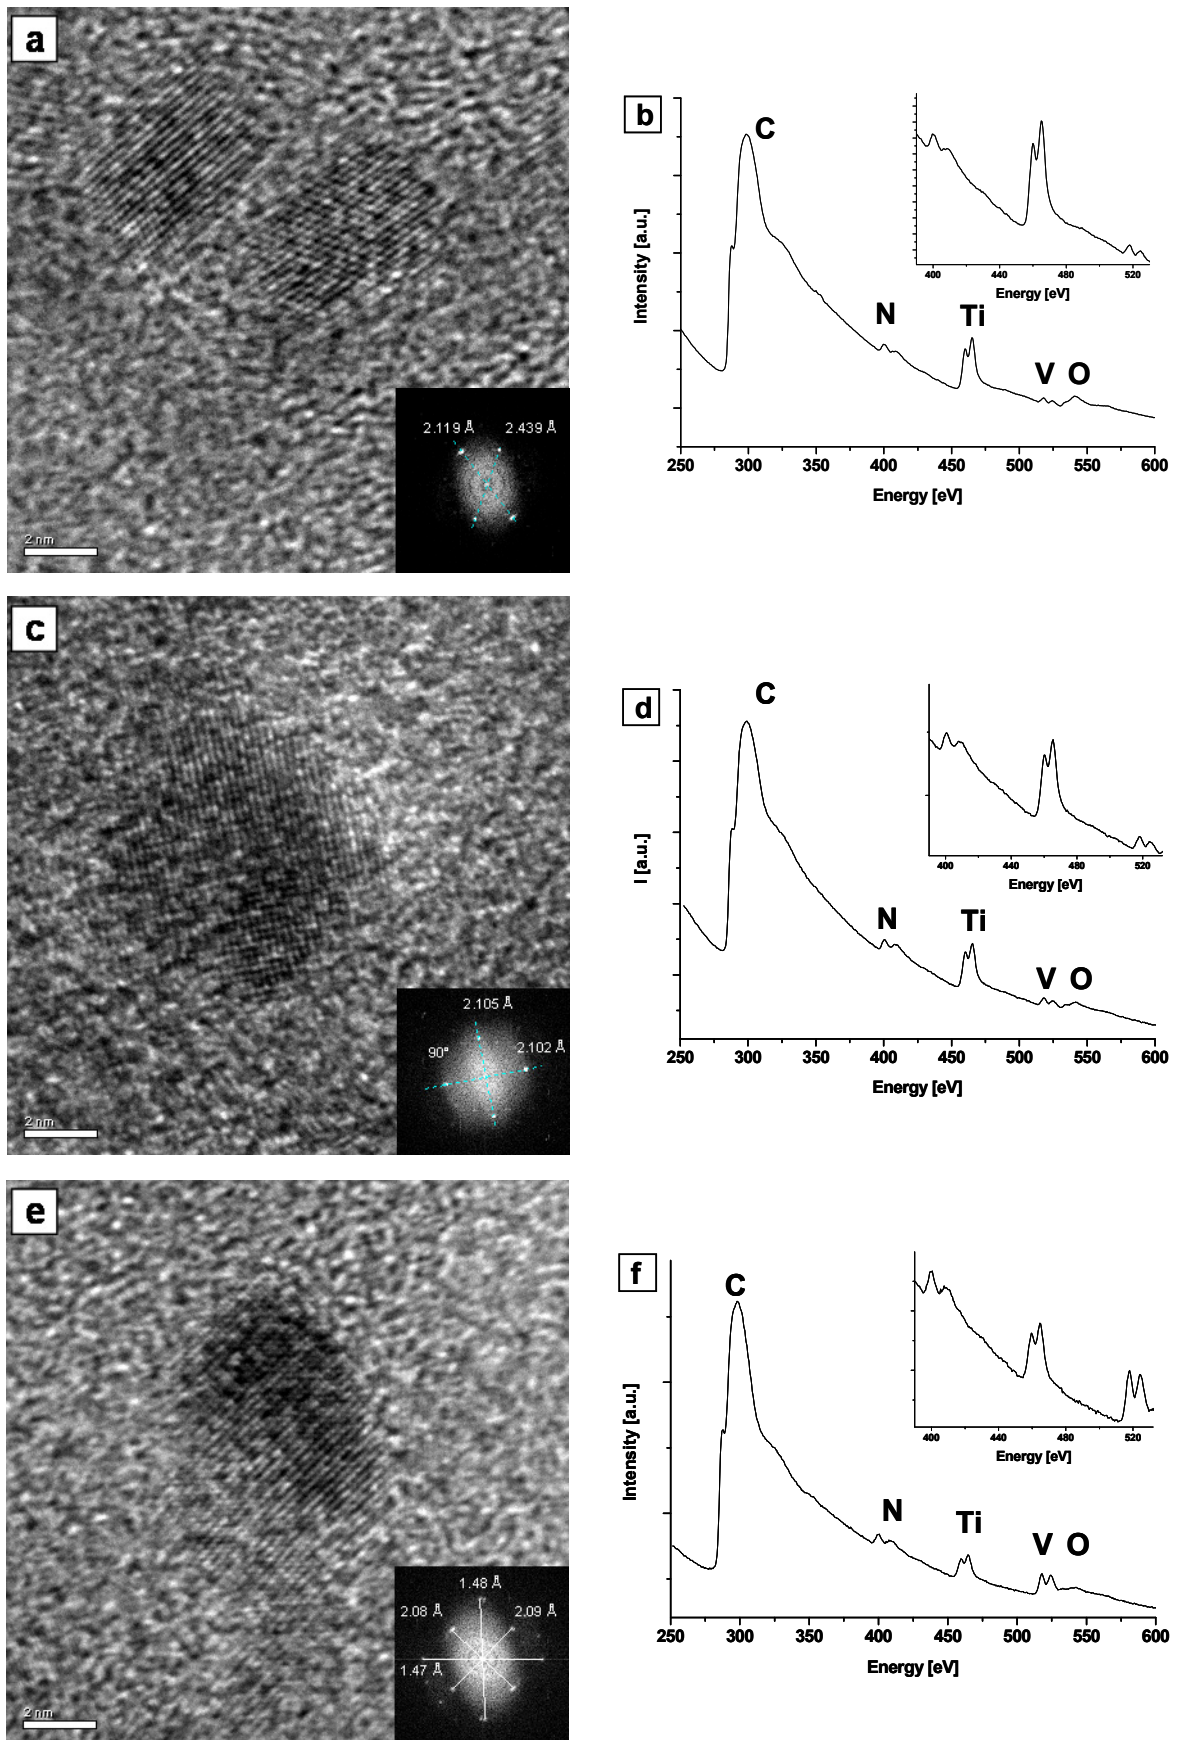 a
2.119 Å 2.439 Å
2 nm
b
C
N
Ti
V O
Intensity [a.u.]
250 300 350 400 450 500 550 600
Energy [eV]
400 440 480 520
Energy [eV]
c
2.105 Å
90° 2.102 Å
2 nm
d
C
N Ti
V O
I [a.u.]
250 300 350 400 450 500 550 600
Energy [eV]
400 440 480 520
Energy [eV]
e
1.48 Å
2.08 Å 2.09 Å
1.47 Å
2 nm
f
C
N
Ti
V O
Intensity [a.u.]
250 300 350 400 450 500 550 600
Energy [eV]
400 440 480 520
Energy [eV]